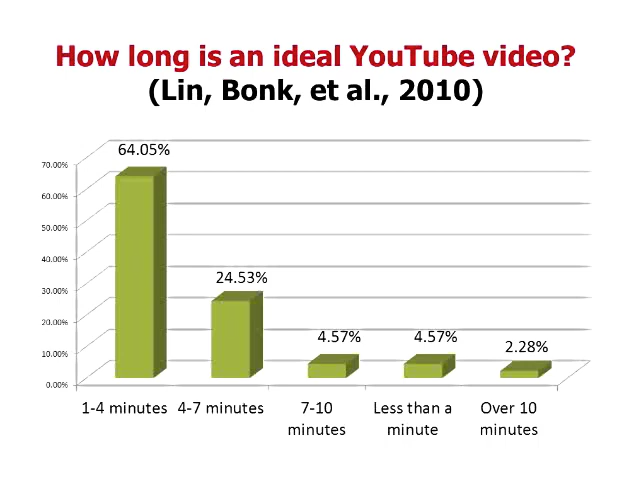 How long is an ideal YouTube video?
(Lin, Bonk, et al., 2010)
70.00%
60.00%
50.00%
40.00%
30.00%
20.00%
10.00%
0.00%
64.05%
24.53%
4.57%
4.57%
2.28%
1-4 minutes
4-7 minutes
7-10
minutes
Less than a
minute
Over 10
minutes